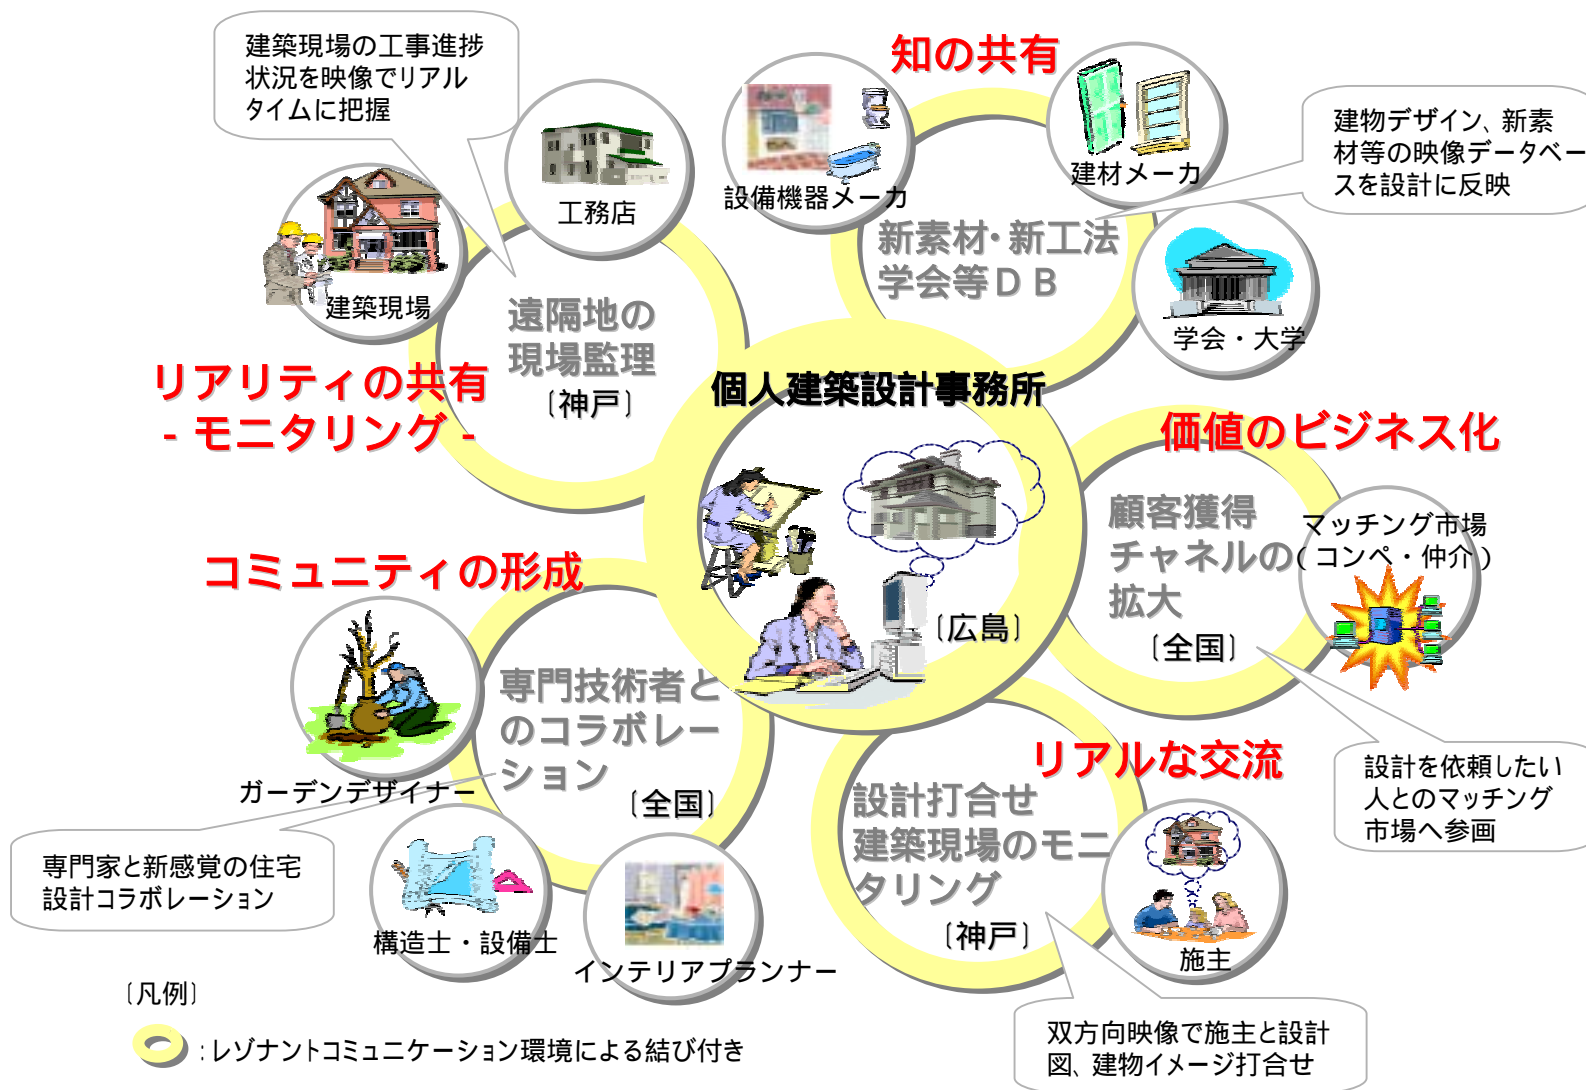 建築現場の工事進捗
状況を映像でリアル
タイムに把握
知の共有
建物デザイン、新素
材等の映像データベー
スを設計に反映
設備機器メーカ
建材メーカ
工務店
建築現場
新素材・新工法
学会等ＤＢ
学会・大学
遠隔地の
現場監理
〔神戸〕
リアリティの共有
- モニタリング -
個人建築設計事務所
〔広島〕
価値のビジネス化
顧客獲得
チャネルの
拡大
〔全国〕
マッチング市場
（コンペ・仲介）
設計を依頼したい
人とのマッチング
市場へ参画
コミュニティの形成
専門技術者と
のコラボレー
ション
〔全国〕
ガーデンデザイナー
専門家と新感覚の住宅
設計コラボレーション
構造士・設備士
インテリアプランナー
リアルな交流
設計打合せ
建築現場のモニ
タリング
〔神戸〕
施主
双方向映像で施主と設計
図、建物イメージ打合せ
〔凡例〕
：レゾナントコミュニケーション環境による結び付き